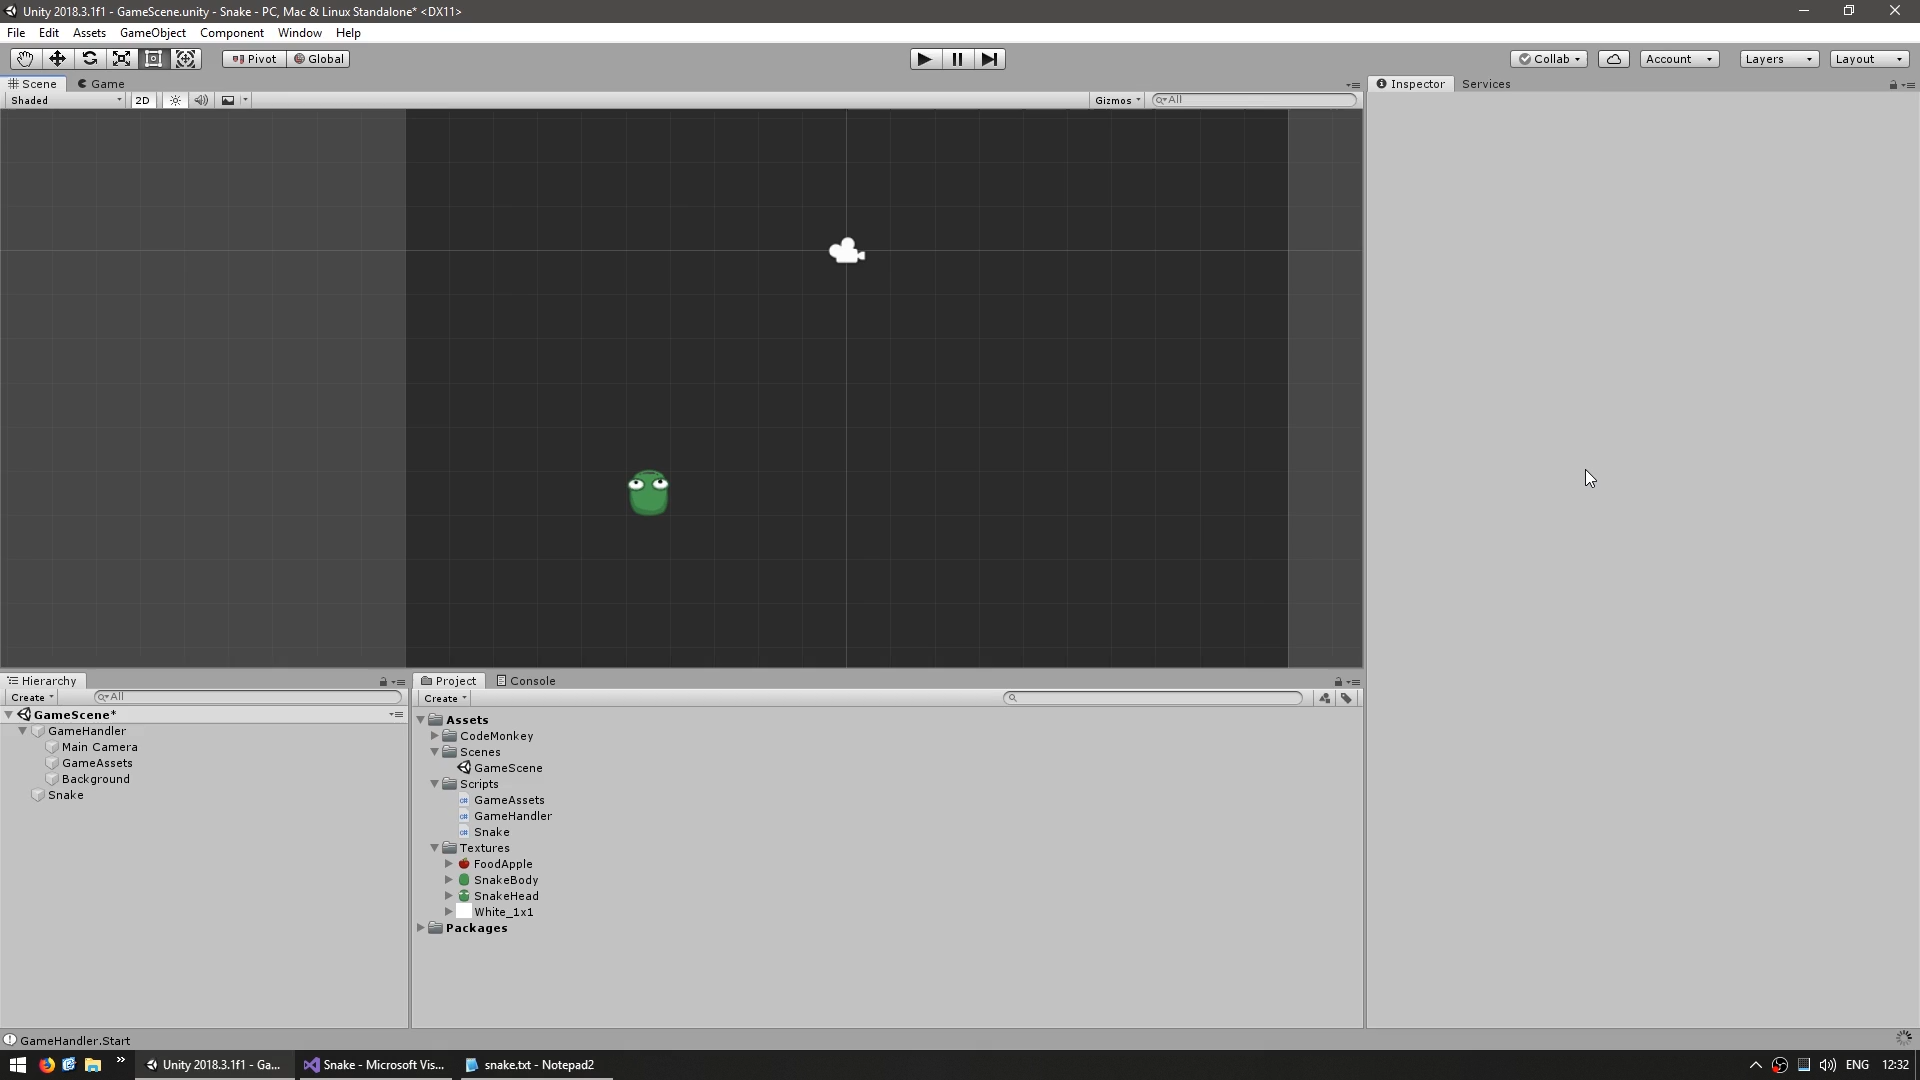 Unity 2018.3.1f1 - GameScene.unity - Snake - PC, Mac & Linux Standalone* <DX11>
File Edit Assets GameObject Component Window Help
Pivot Global Collab Account Layers Layout
Scene Game Inspector Services
Shaded 2D Gizmos All
Hierarchy Project Console
Create All Create
GameScene*
Assets
GameHandler
CodeMonkey
Main Camera
Scenes
GameAssets
GameScene
Background
Scripts
Snake
GameAssets
GameHandler
Snake
Textures
FoodApple
SnakeBody
SnakeHead
White_1x1
Packages
GameHandler.Start
Unity 2018.3.1f1 - Ga... Snake - Microsoft Vis... snake.txt - Notepad2 ENG 12:32